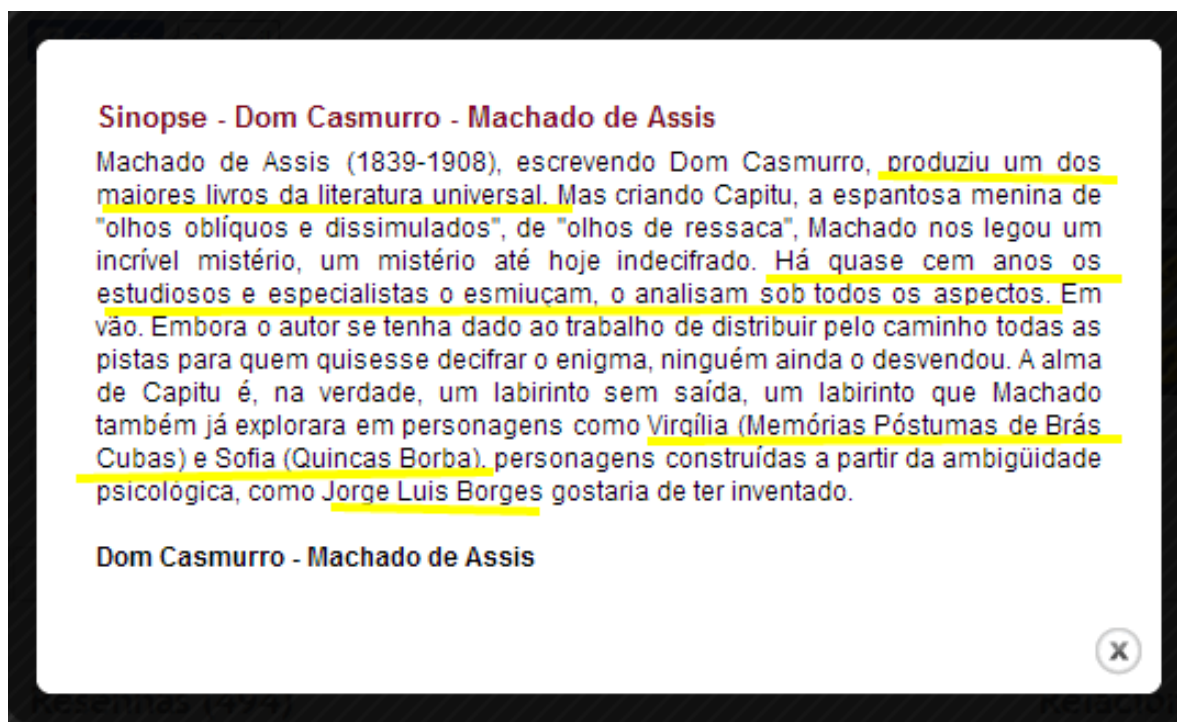 Sinopse - Dom Casmurro - Machado de Assis
Machado de Assis (1839-1908), escrevendo Dom Casmurro, produziu um dos
maiores livros da literatura universal. Mas criando Capitu, a espantosa menina de
"olhos oblíquos e dissimulados", de "olhos de ressaca", Machado nos legou um
incrível mistério, um mistério até hoje indecifrado. Há quase cem anos os
estudiosos e especialistas o esmiuçam, o analisam sob todos os aspectos. Em
vão. Embora o autor se tenha dado ao trabalho de distribuir pelo caminho todas as
pistas para quem quisesse decifrar o enigma, ninguém ainda o desvendou. A alma
de Capitu é, na verdade, um labirinto sem saída, um labirinto que Machado
também já explorara em personagens como Virgília (Memórias Póstumas de Brás
Cubas) e Sofia (Quincas Borba), personagens construídas a partir da ambigüidade
psicológica, como Jorge Luis Borges gostaria de ter inventado.
Dom Casmurro - Machado de Assis
x
Resenhas (494)